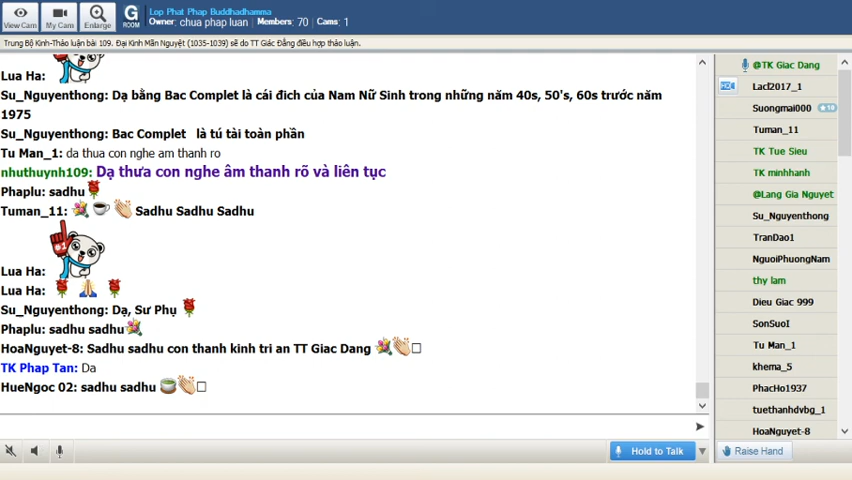 View Cam
My Cam
Enlarge
G
ROOM
Lop Phat Phap Buddhadhamma
Owner: chua phap luan , Members: 70 | Cams: 1
Trung Bộ Kinh-Thảo luận bài 109. Đại Kinh Mãn Nguyệt (1035-1039) sẽ do TT Giác Đẳng điều hợp thảo luận.
Lua Ha:
Su_Nguyenthong: Dạ bằng Bac Complet là cái đich của Nam Nữ Sinh trong những năm 40s, 50's, 60s trước năm
1975
Su_Nguyenthong: Bac Complet là tú tài toàn phần
Tu Man_1: da thua con nghe am thanh ro
nhuthuynh109: Dạ thưa con nghe âm thanh rõ và liên tục
Phaplu: sadhu
Tuman_11: Sadhu Sadhu Sadhu
Lua Ha:
Lua Ha:
Su_Nguyenthong: Dạ, Sư Phụ
Phaplu: sadhu sadhu
HoaNguyet-8: Sadhu sadhu con thanh kinh tri an TT Giac Dang
TK Phap Tan: Da
HueNgoc 02: sadhu sadhu
Hold to Talk
@TK Giac Dang
Lacl2017_1
Suongmai000
Tuman_11
TK Tue Sieu
TK minhhanh
@Lang Gia Nguyet
Su_Nguyenthong
TranDao1
NguoiPhuongNam
thy lam
Dieu Giac 999
SonSuoI
Tu Man_1
khema_5
PhacHo1937
tuethanhdvbg_1
HoaNguyet-8
Raise Hand